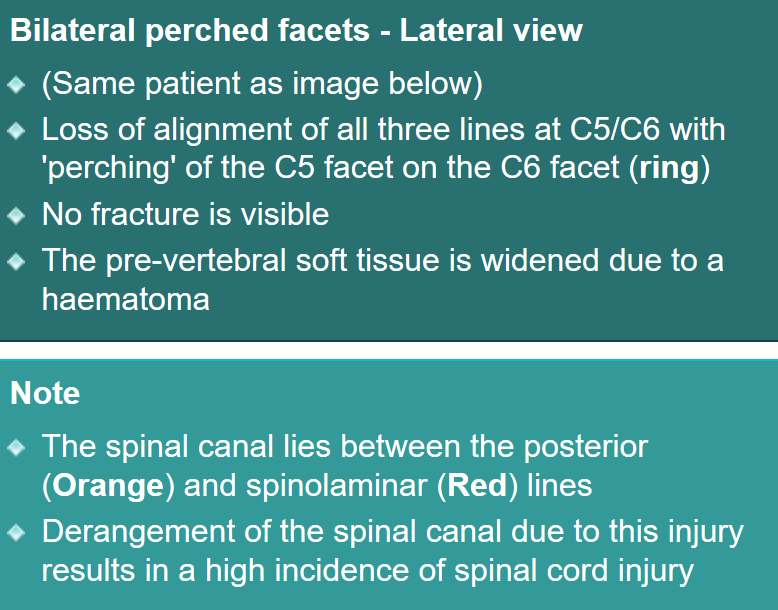 Bilateral perched facets - Lateral view
(Same patient as image below)
Loss of alignment of all three lines at C5/C6 with
'perching' of the C5 facet on the C6 facet (ring)
No fracture is visible
The pre-vertebral soft tissue is widened due to a
haematoma
Note
The spinal canal lies between the posterior
(Orange) and spinolaminar (Red) lines
Derangement of the spinal canal due to this injury
results in a high incidence of spinal cord injury